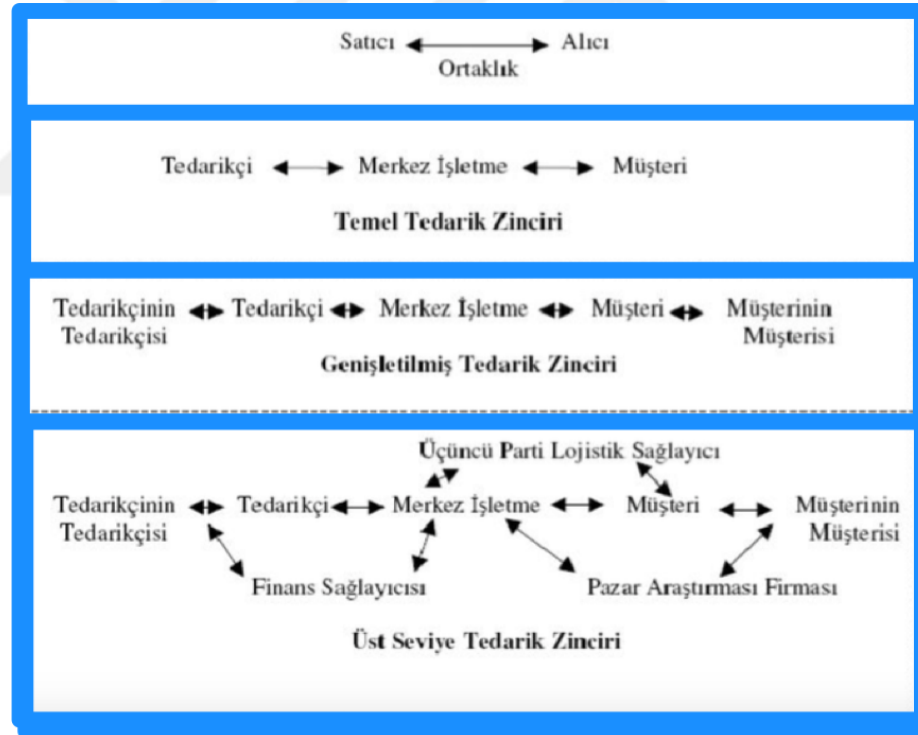 Satıcı Alıcı
Ortaklık
Tedarikçi Merkez İşletme Müşteri
Temel Tedarik Zinciri
Tedarikçinin Tedarikçi Merkez İşletme Müşteri Müşterinin
Tedarikçisi Müşterisi
Genişletilmiş Tedarik Zinciri
Üçüncü Parti Lojistik Sağlayıcı
Tedarikçinin Tedarikçi Merkez İşletme Müşteri Müşterinin
Tedarikçisi Müşterisi
Finans Sağlayıcısı Pazar Araştırması Firması
Üst Seviye Tedarik Zinciri